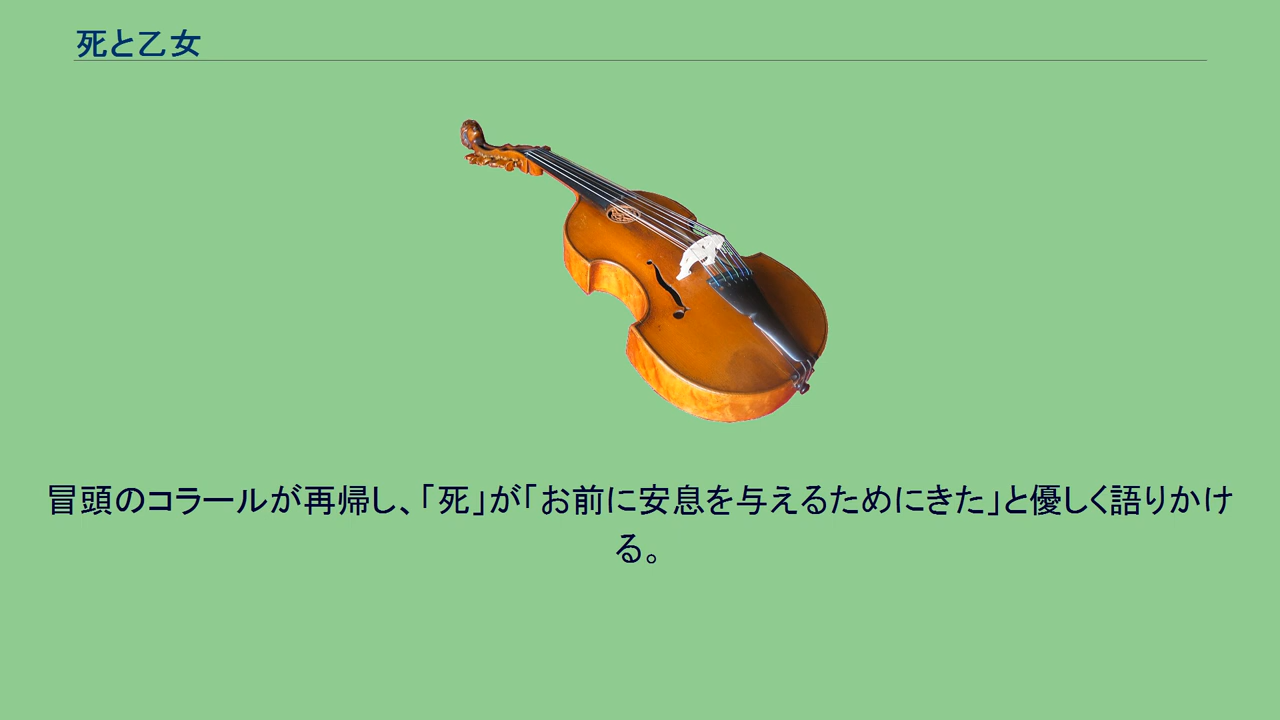 死と乙女
冒頭のコラールが再帰し、「死」が「お前に安息を与えるためにきた」と優しく語りかけ
る。